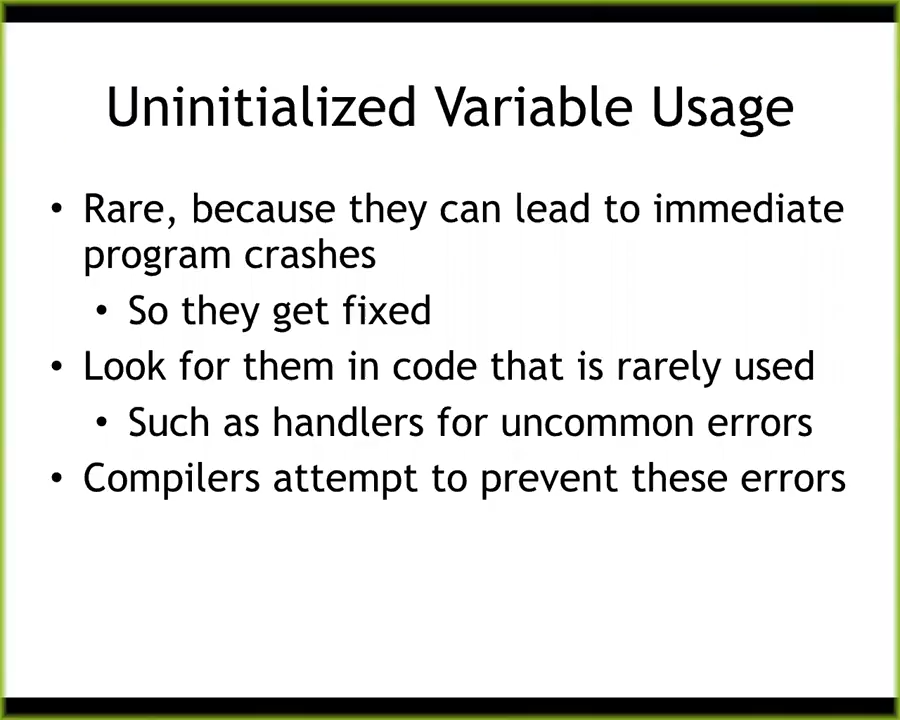 Uninitialized Variable Usage
• Rare, because they can lead to immediate
program crashes
• So they get fixed
• Look for them in code that is rarely used
• Such as handlers for uncommon errors
• Compilers attempt to prevent these errors